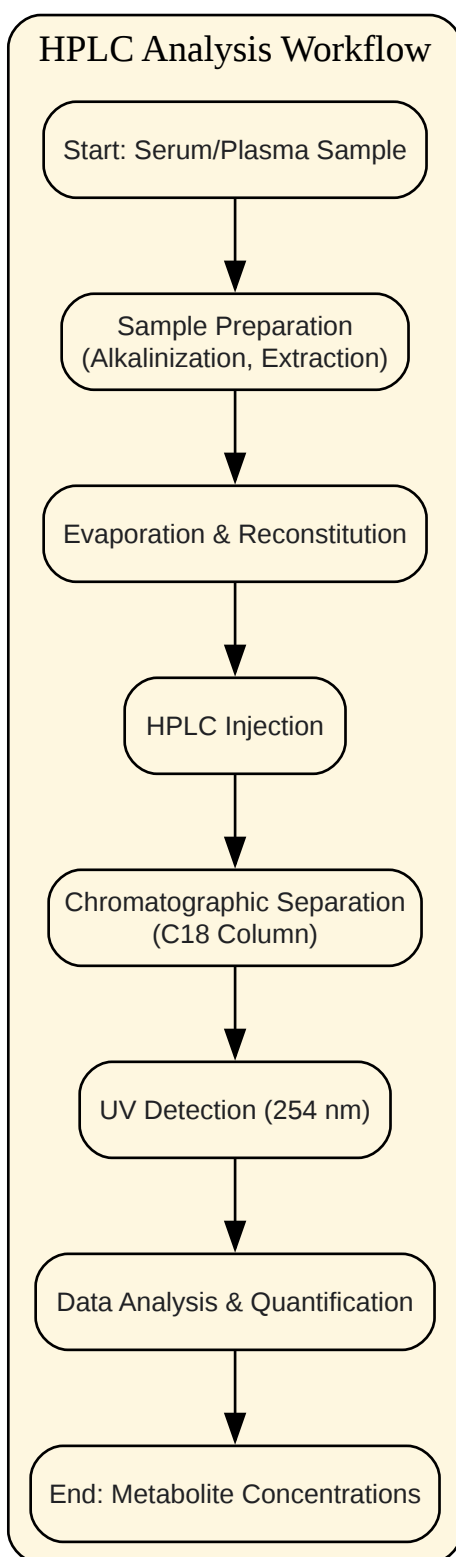 HPLC Analysis Workflow
Start: Serum/Plasma Sample
Sample Preparation
(Alkalinization, Extraction)
Evaporation & Reconstitution
HPLC Injection
Chromatographic Separation
(C18 Column)
UV Detection (254 nm)
Data Analysis & Quantification
End: Metabolite Concentrations